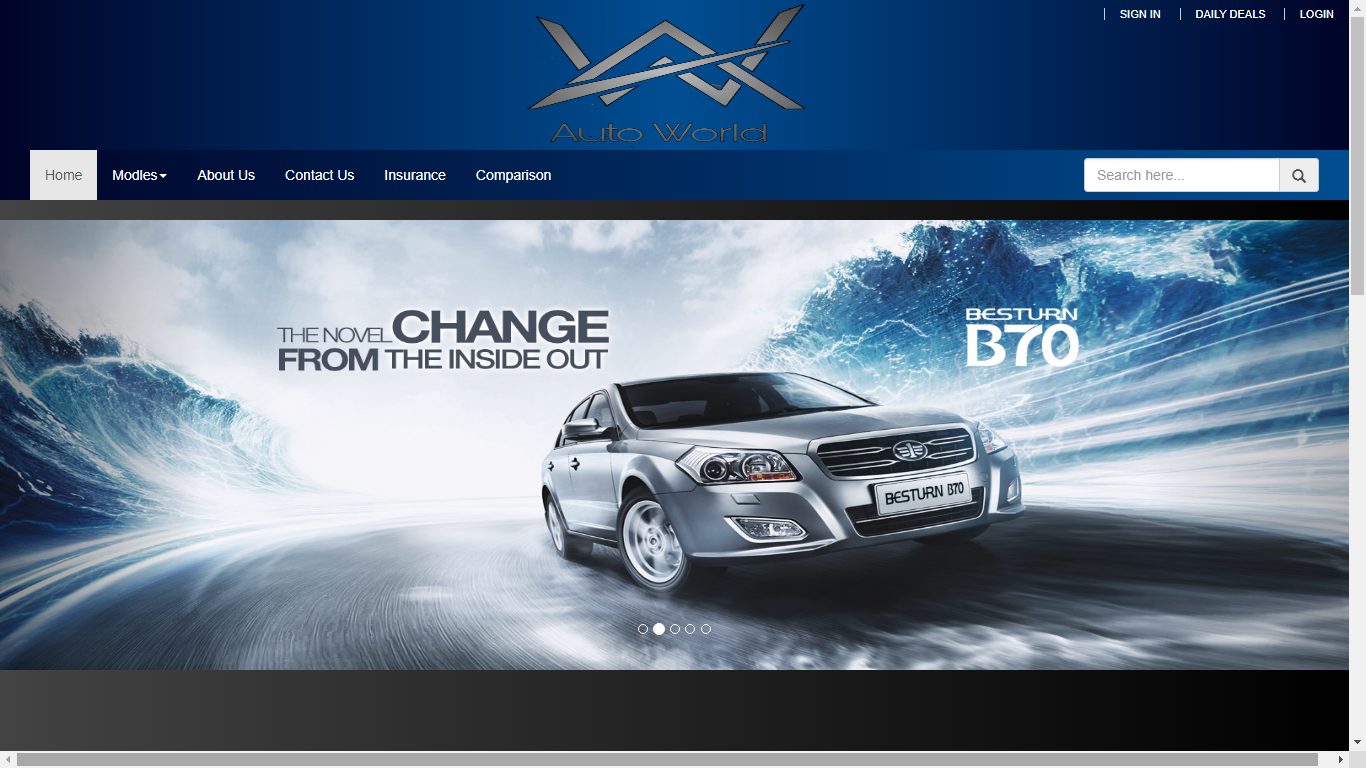 SIGN IN
DAILY DEALS
LOGIN
Auto World
Home
Modles
About Us
Contact Us
Insurance
Comparison
Search here...
THE NOVEL CHANGE
FROM THE INSIDE OUT
BESTURN
B70
BESTURN B70